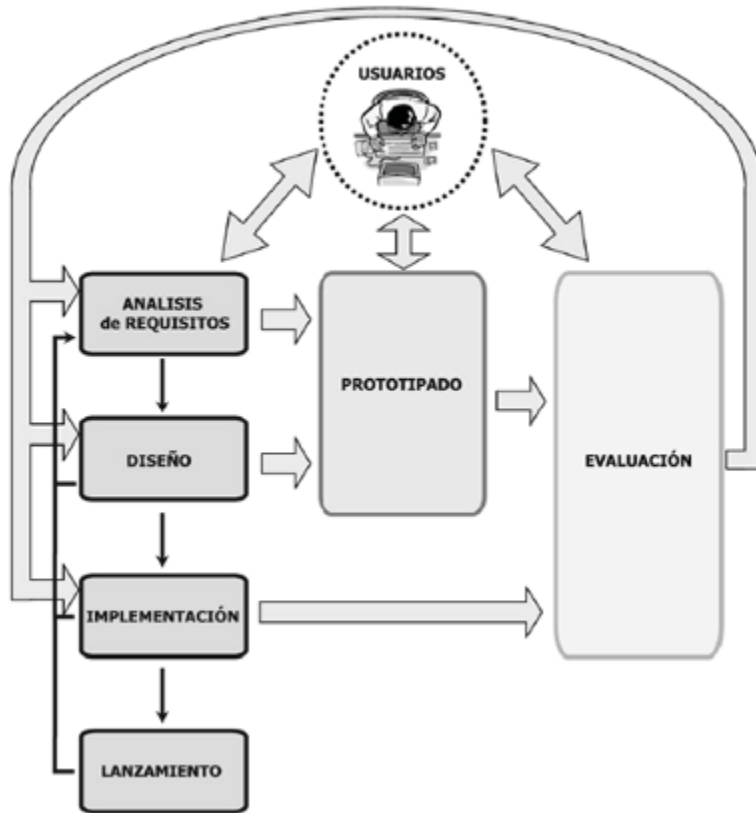 USUARIOS
ANALISIS
de REQUISITOS
PROTOTIPADO
DISEÑO
EVALUACIÓN
IMPLEMENTACIÓN
LANZAMIENTO